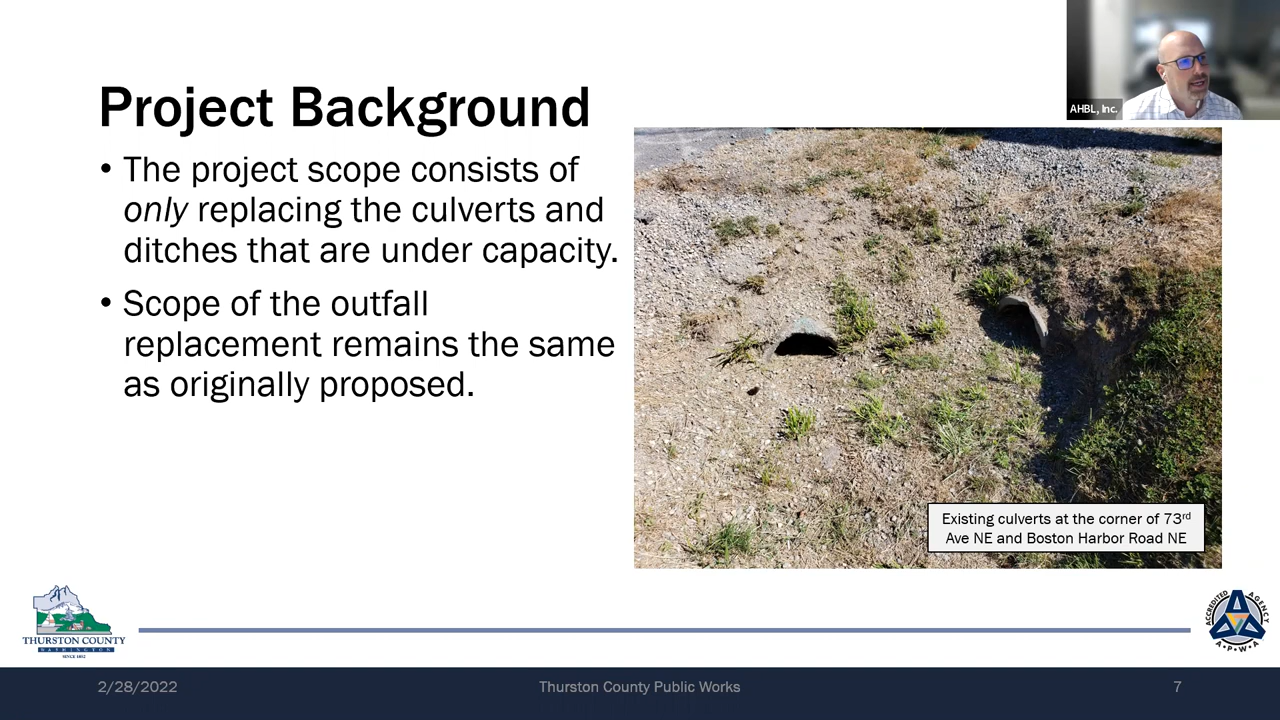 AHBL, Inc.
Project Background
• The project scope consists of
only replacing the culverts and
ditches that are under capacity.
• Scope of the outfall
replacement remains the same
as originally proposed.
Existing culverts at the corner of 73rd
Ave NE and Boston Harbor Road NE
THURSTON COUNTY
WASHINGTON
SINCE 1852
ACCREDITED AGENCY
A•P•W•A
2/28/2022
Thurston County Public Works
7